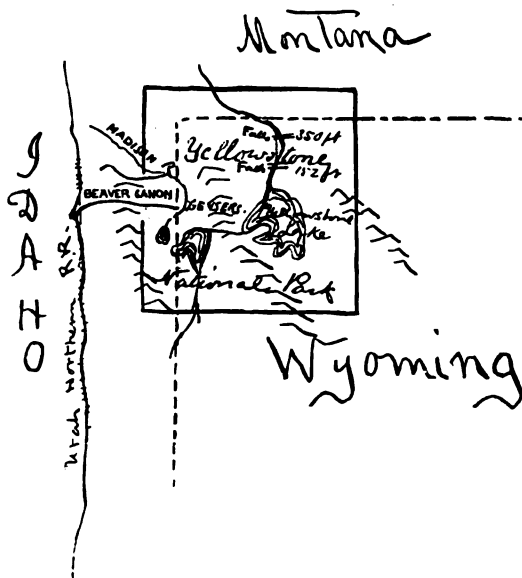 Montana
Falls 350 ft
Yellowstone
Falls 152 ft
MADISON
BEAVER CANON
GEYSERS
Yellowstone
Lake
National Park
IDAHO
Utah Northern R.R.
Wyoming